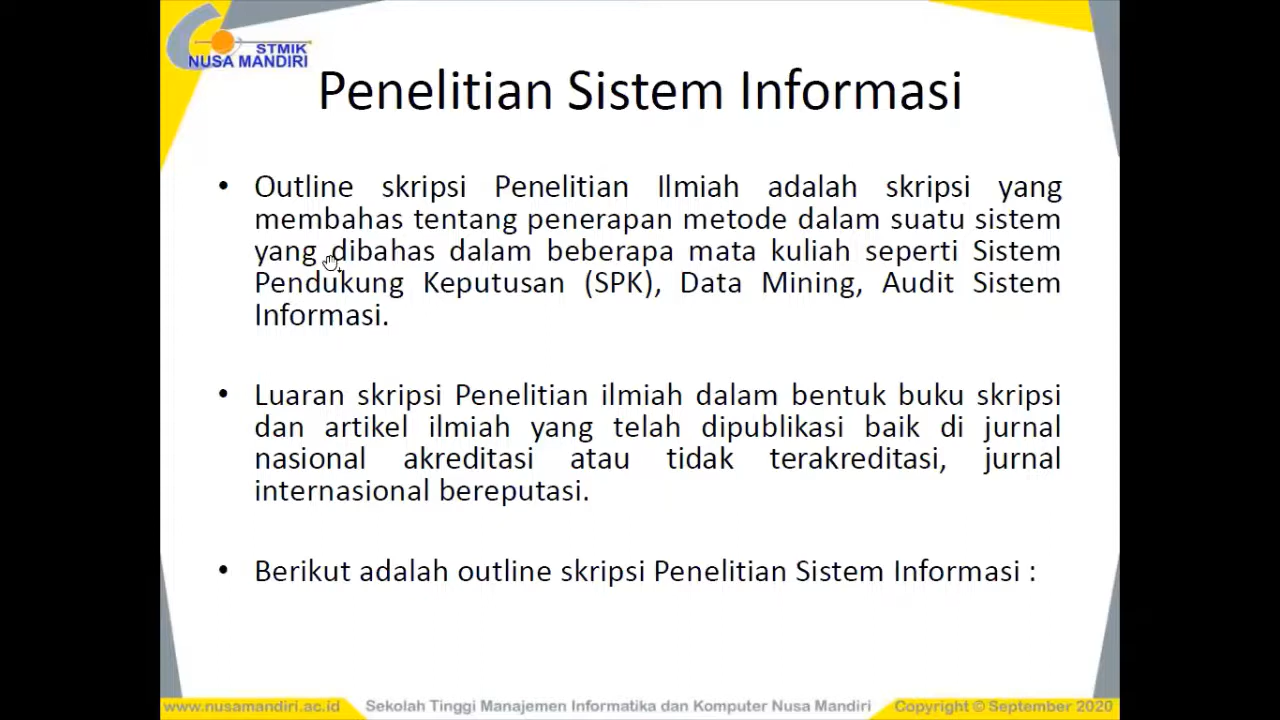 STMIK
NUSA MANDIRI
Penelitian Sistem Informasi
• Outline skripsi Penelitian Ilmiah adalah skripsi yang
membahas tentang penerapan metode dalam suatu sistem
yang dibahas dalam beberapa mata kuliah seperti Sistem
Pendukung Keputusan (SPK), Data Mining, Audit Sistem
Informasi.
• Luaran skripsi Penelitian ilmiah dalam bentuk buku skripsi
dan artikel ilmiah yang telah dipublikasi baik di jurnal
nasional akreditasi atau tidak terakreditasi, jurnal
internasional bereputasi.
• Berikut adalah outline skripsi Penelitian Sistem Informasi :
www.nusamandiri.ac.id Sekolah Tinggi Manajemen Informatika dan Komputer Nusa Mandiri Copyright © September 2020